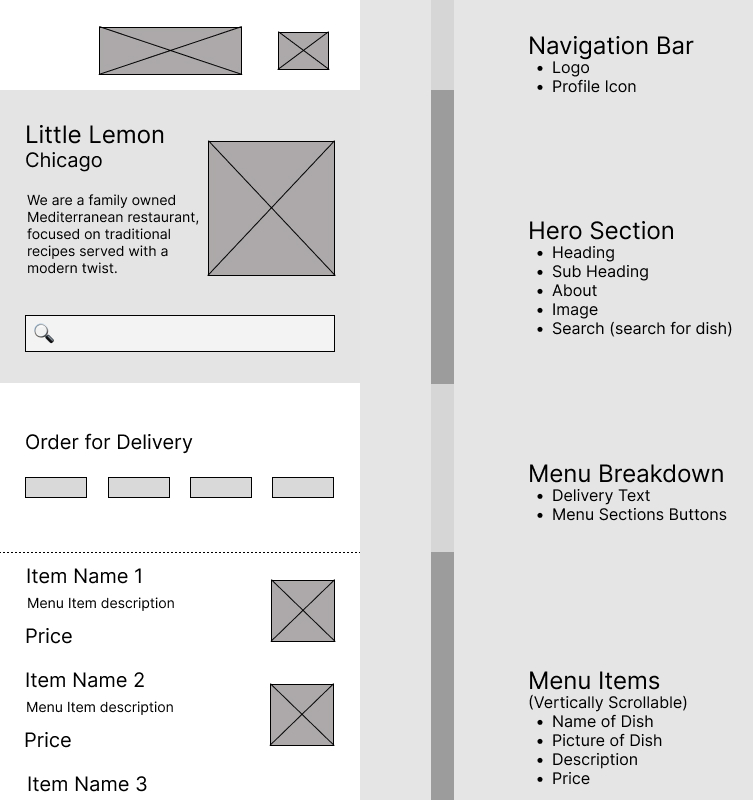 Little Lemon
Chicago
We are a family owned
Mediterranean restaurant,
focused on traditional
recipes served with a
modern twist.
Order for Delivery
Item Name 1
Menu Item description
Price
Item Name 2
Menu Item description
Price
Item Name 3
Navigation Bar
• Logo
• Profile Icon
Hero Section
• Heading
• Sub Heading
• About
• Image
• Search (search for dish)
Menu Breakdown
• Delivery Text
• Menu Sections Buttons
Menu Items
(Vertically Scrollable)
• Name of Dish
• Picture of Dish
• Description
• Price